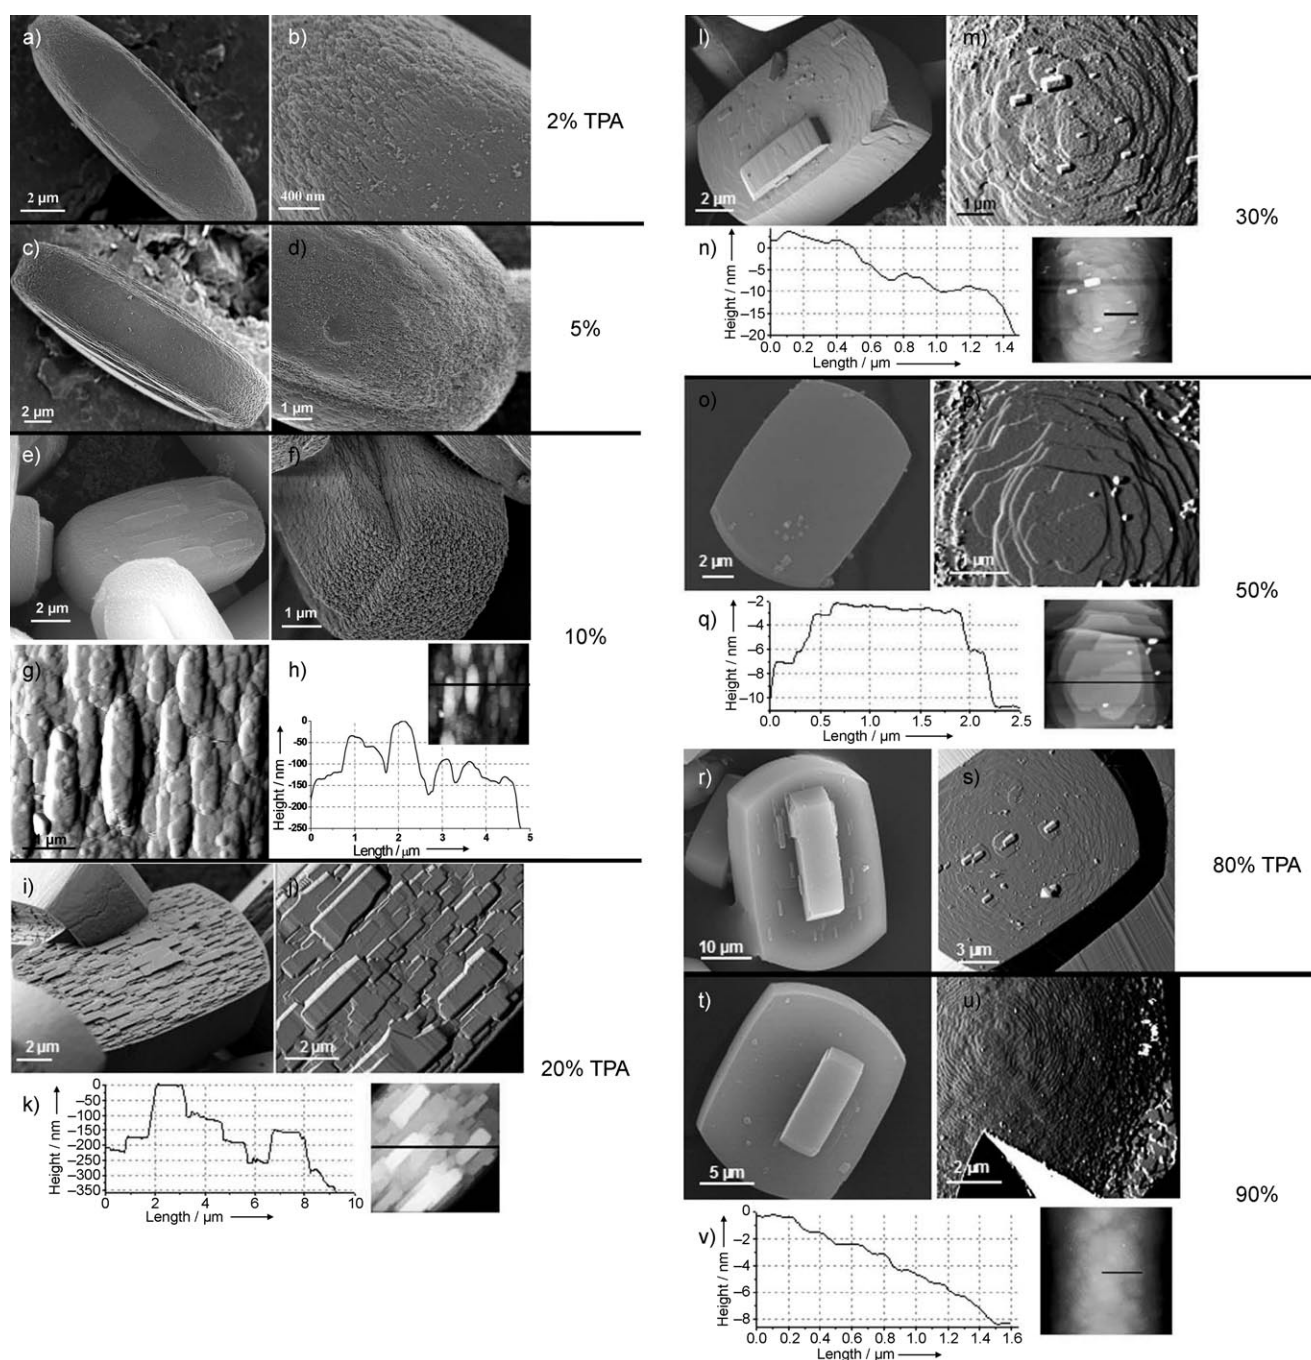 a)
b)
2% TPA
2 µm
400 nm
c)
d)
5%
2 µm
1 µm
e)
f)
2 µm
1 µm
10%
g)
1 µm
h)
Height / nm
0
−50
−100
−150
−200
−250
0 1 2 3 4 5
Length / µm
i)
j)
2 µm
2 µm
20% TPA
k)
Height / nm
0
−50
−100
−150
−200
−250
−300
−350
0 2 4 6 8 10
Length / µm
l)
m)
2 µm
1 µm
30%
n)
Height / nm
0
−5
−10
−15
−20
0.0 0.2 0.4 0.6 0.8 1.0 1.2 1.4
Length / µm
o)
p)
2 µm
1 µm
50%
q)
Height / nm
−2
−4
−6
−8
−10
0.0 0.5 1.0 1.5 2.0 2.5
Length / µm
r)
s)
10 µm
3 µm
80% TPA
t)
u)
5 µm
2 µm
90%
v)
Height / nm
0
−2
−4
−6
−8
0.0 0.2 0.4 0.6 0.8 1.0 1.2 1.4 1.6
Length / µm